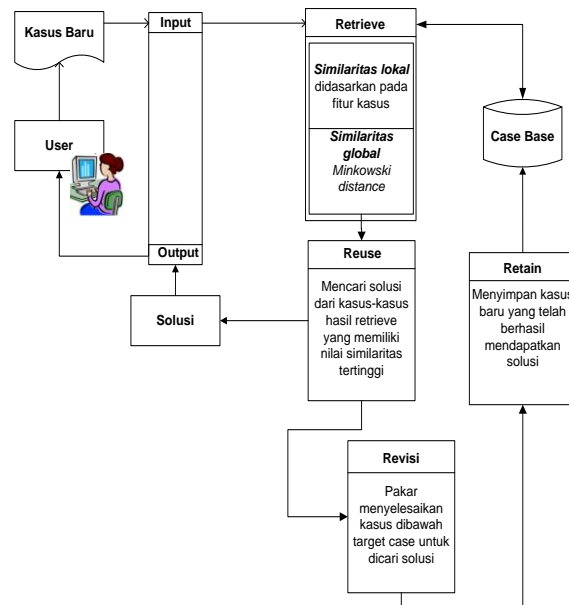 Kasus Baru
Input
Retrieve
Similaritas lokal
didasarkan pada
fitur kasus
Similaritas
global
Minkowski
distance
Case Base
User
Output
Solusi
Reuse
Mencari solusi
dari kasus-kasus
hasil retrieve
yang memiliki
nilai similaritas
tertinggi
Retain
Menyimpan kasus
baru yang telah
berhasil
mendapatkan
solusi
Revisi
Pakar
menyelesaikan
kasus dibawah
target case untuk
dicari solusi